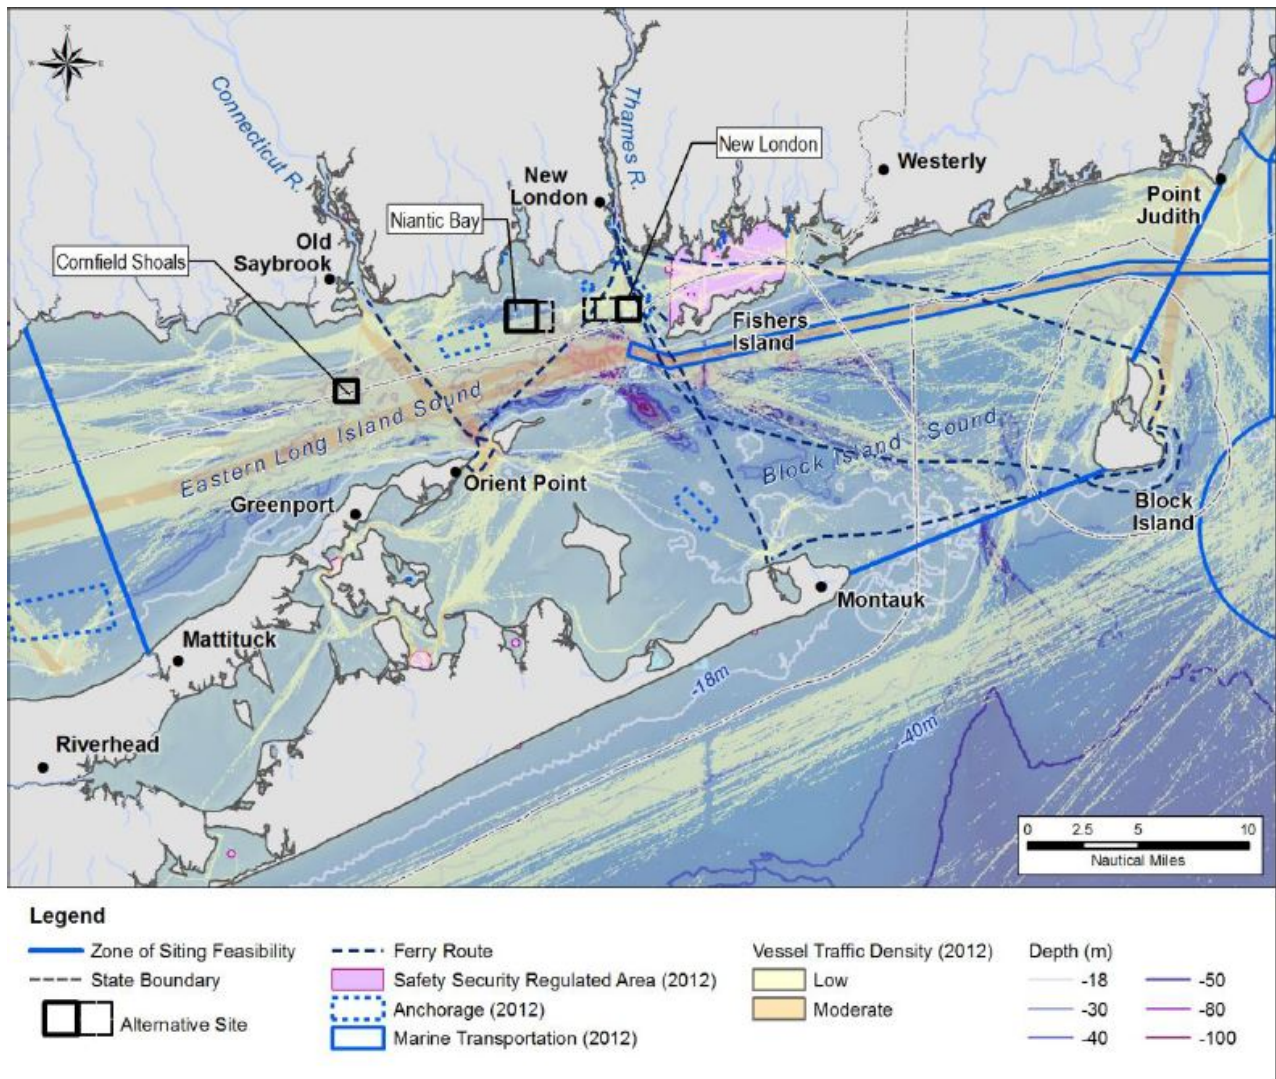 N
W
E
S
Connecticut R.
Thames R.
New London
Westerly
New
London
Point
Judith
Niantic Bay
Old
Saybrook
Cornfield Shoals
Fishers
Island
Eastern Long Island Sound
Block Island Sound
Orient Point
Greenport
Block
Island
Montauk
Mattituck
-18m
-40m
Riverhead
0 2.5 5 10
Nautical Miles
Legend
Zone of Siting Feasibility
State Boundary
Alternative Site
Ferry Route
Safety Security Regulated Area (2012)
Anchorage (2012)
Marine Transportation (2012)
Vessel Traffic Density (2012)
Low
Moderate
Depth (m)
-18
-30
-40
-50
-80
-100